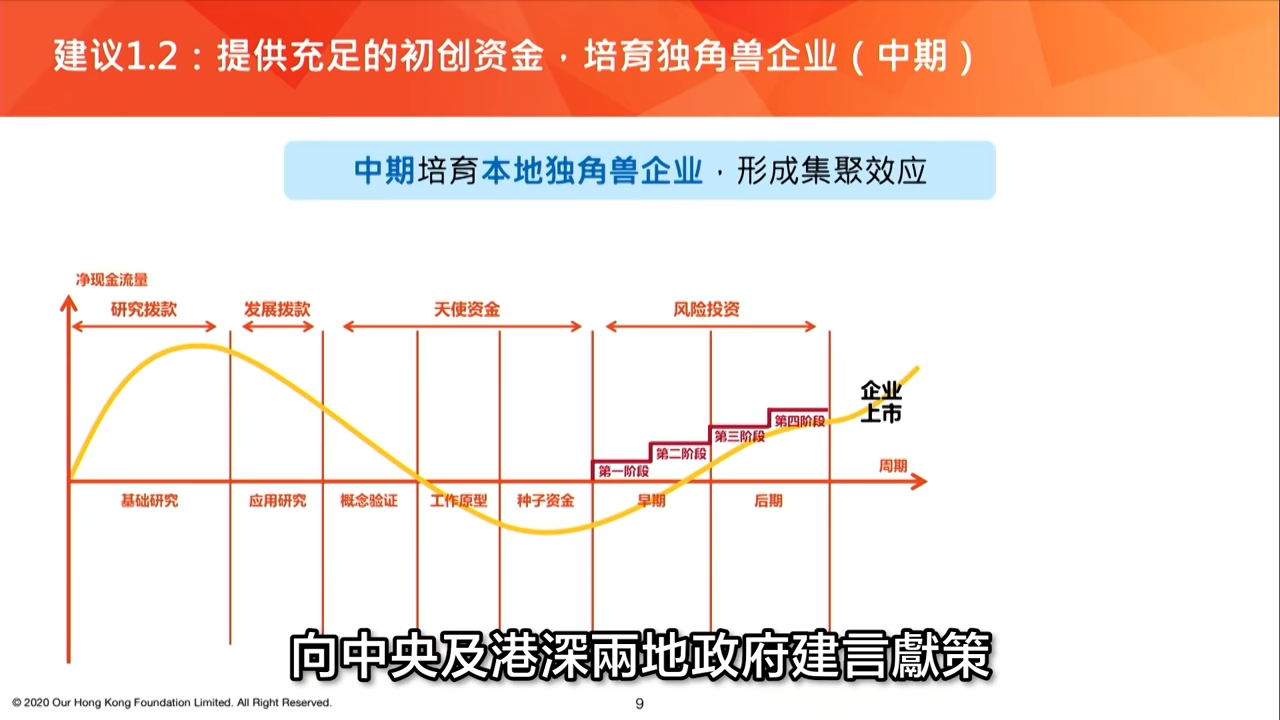 建议1.2：提供充足的初创资金，培育独角兽企业（中期）
中期培育本地独角兽企业，形成集聚效应
净现金流量
研究拨款
发展拨款
天使资金
风险投资
企业
上市
第四阶段
第三阶段
第二阶段
第一阶段
周期
基础研究
应用研究
概念验证
工作原型
种子资金
早期
后期
向中央及港深兩地政府建言獻策
© 2020 Our Hong Kong Foundation Limited. All Right Reserved.
9